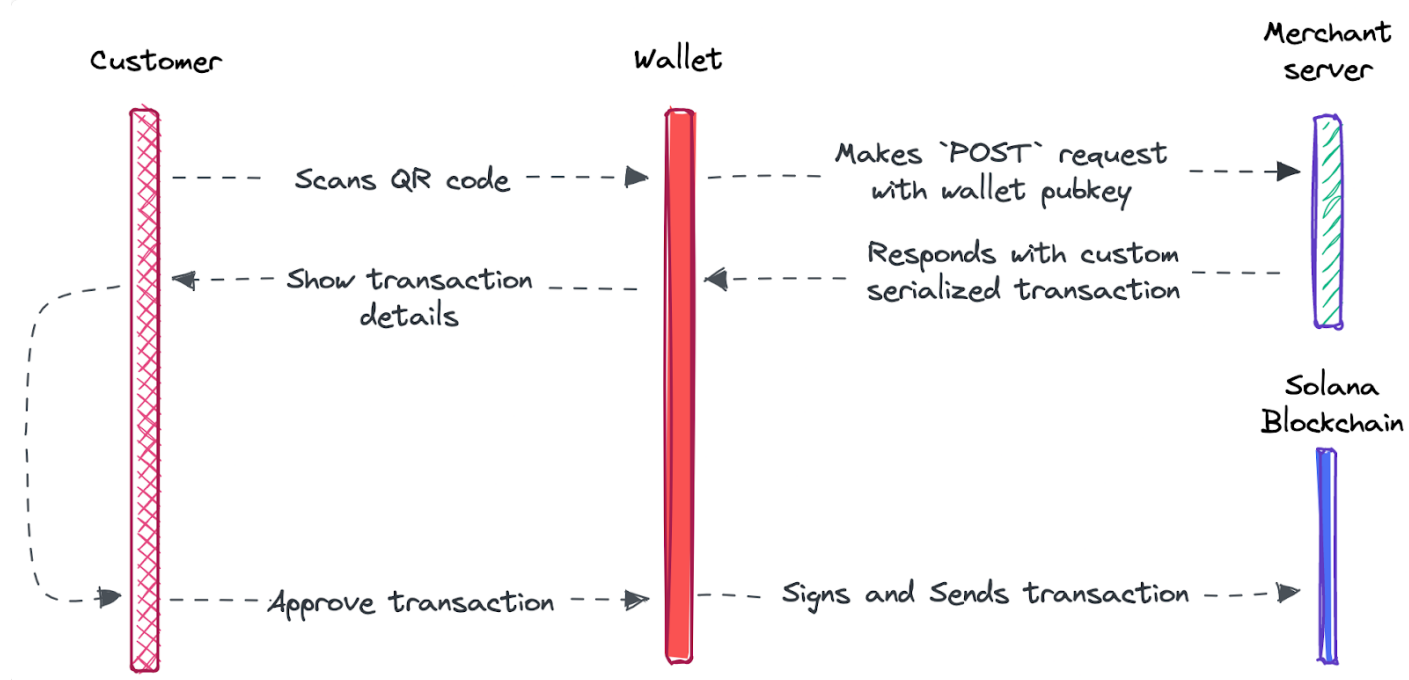 Customer
Wallet
Merchant
server
Scans QR code
Makes `POST` request
with wallet pubkey
Show transaction
details
Responds with custom
serialized transaction
Solana
Blockchain
Approve transaction
Signs and Sends transaction